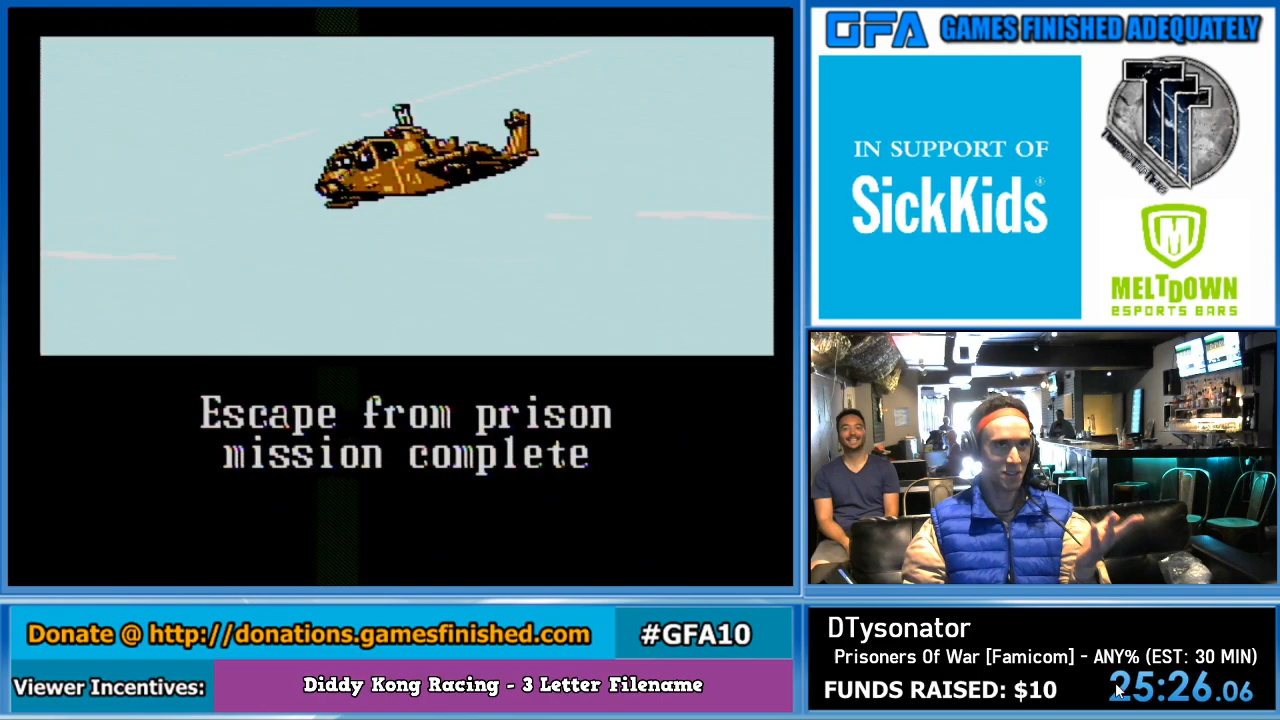 GFA GAMES FINISHED ADEQUATELY
IN SUPPORT OF
SickKids
MELTDOWN
ESPORTS BARS
Escape from prison
mission complete
Donate @ http://donations.gamesfinished.com
#GFA10
Viewer Incentives:
Diddy Kong Racing - 3 Letter Filename
DTysonator
Prisoners Of War [Famicom] - ANY% (EST: 30 MIN)
FUNDS RAISED: $10
25:26.06